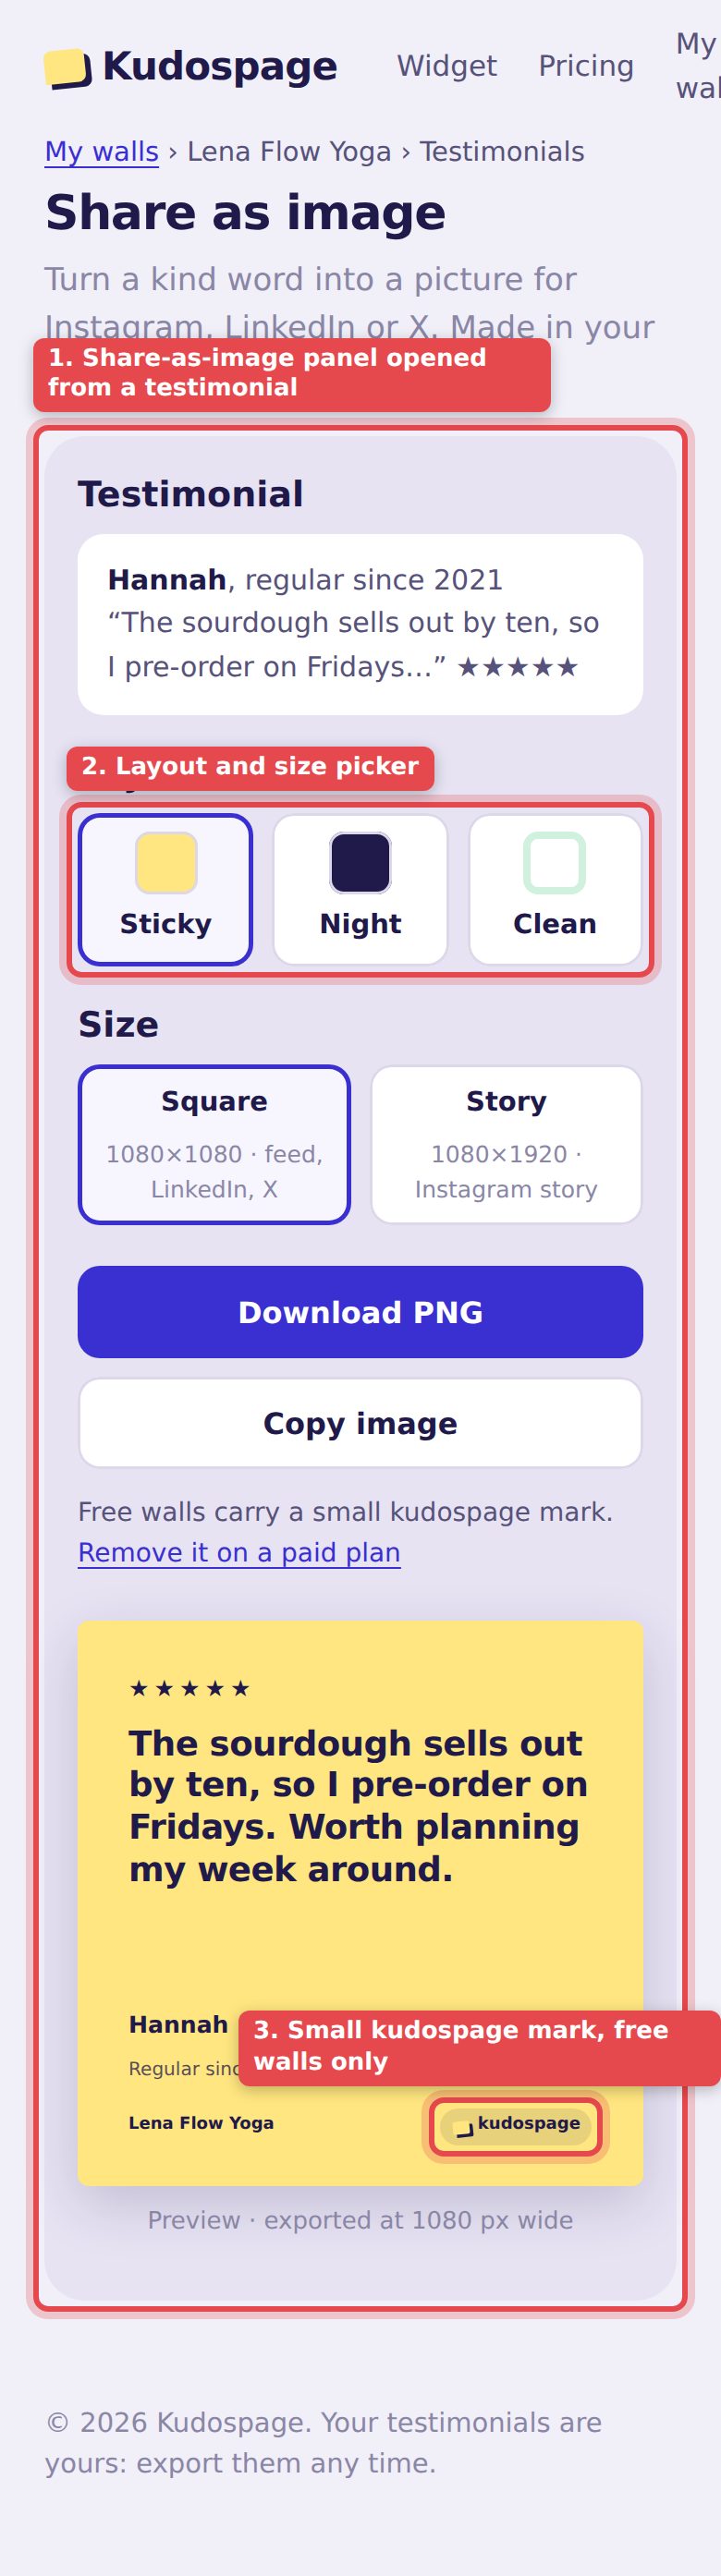 Kudospage Widget Pricing My
My walls › Lena Flow Yoga › Testimonials
Share as image
Turn a kind word into a picture for
Instagram, LinkedIn or X. Made in your
1. Share-as-image panel opened
from a testimonial
Testimonial
Hannah, regular since 2021
“The sourdough sells out by ten, so
I pre-order on Fridays…” ★★★★★
2. Layout and size picker
Sticky Night Clean
Size
Square Story
1080×1080 · feed, 1080×1920 ·
LinkedIn, X Instagram story
Download PNG
Copy image
Free walls carry a small kudospage mark.
Remove it on a paid plan
★★★★★
The sourdough sells out
by ten, so I pre-order on
Fridays. Worth planning
my week around.
Hannah
3. Small kudospage mark, free
walls only
Regular
Lena Flow Yoga kudospage
Preview · exported at 1080 px wide
© 2026 Kudospage. Your testimonials are
yours: export them any time.